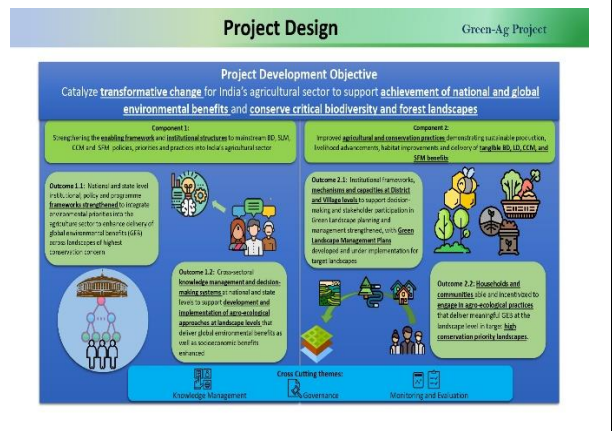 Project Design
Green-Ag Project
Project Development Objective
Catalyze transformative change for India's agricultural sector to support achievement of national and global
environmental benefits and conserve critical biodiversity and forest landscapes
Component 1:
Strengthening the enabling framework and institutional structures to mainstream BD, SLM,
CCM and SFM policies, priorities and practices into India's agricultural sector
Component 2:
Improved agricultural and conservation practices demonstrating sustainable production,
livelihood advancements, habitat improvements and delivery of tangible BD, LD, CCM, and
SFM benefits
Outcome 1.1: National and state level
institutional, policy and programme
frameworks strengthened to integrate
environmental priorities into the
agriculture sector to enhance delivery of
global environmental benefits (GEB)
across landscapes of highest
conservation concern
Outcome 1.2: Cross-sectoral
knowledge management and decision-
making systems at national and state
levels to support development and
implementation of agro-ecological
approaches at landscape levels that
deliver global environmental benefits as
well as socioeconomic benefits
enhanced
Outcome 2.1: Institutional frameworks,
mechanisms and capacities at District
and Village levels to support decision-
making and stakeholder participation in
Green Landscape planning and
management strengthened, with Green
Landscape Management Plans
developed and under implementation for
target landscapes
Outcome 2.2: Households and
communities able and incentivized to
engage in agro-ecological practices
that deliver meaningful GEB at the
landscape level in target high
conservation priority landscapes.
Cross Cutting themes:
Knowledge Management
Governance
Monitoring and Evaluation